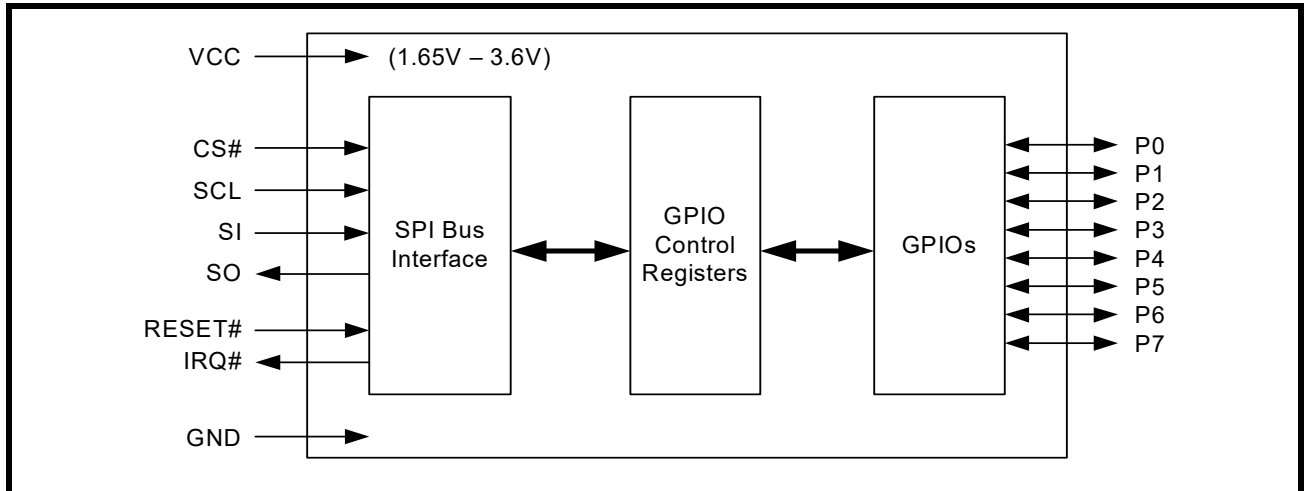 VCC
(1.65V – 3.6V)
CS#
SCL
SI
SO
RESET#
IRQ#
GND
SPI Bus
Interface
GPIO
Control
Registers
GPIOs
P0
P1
P2
P3
P4
P5
P6
P7